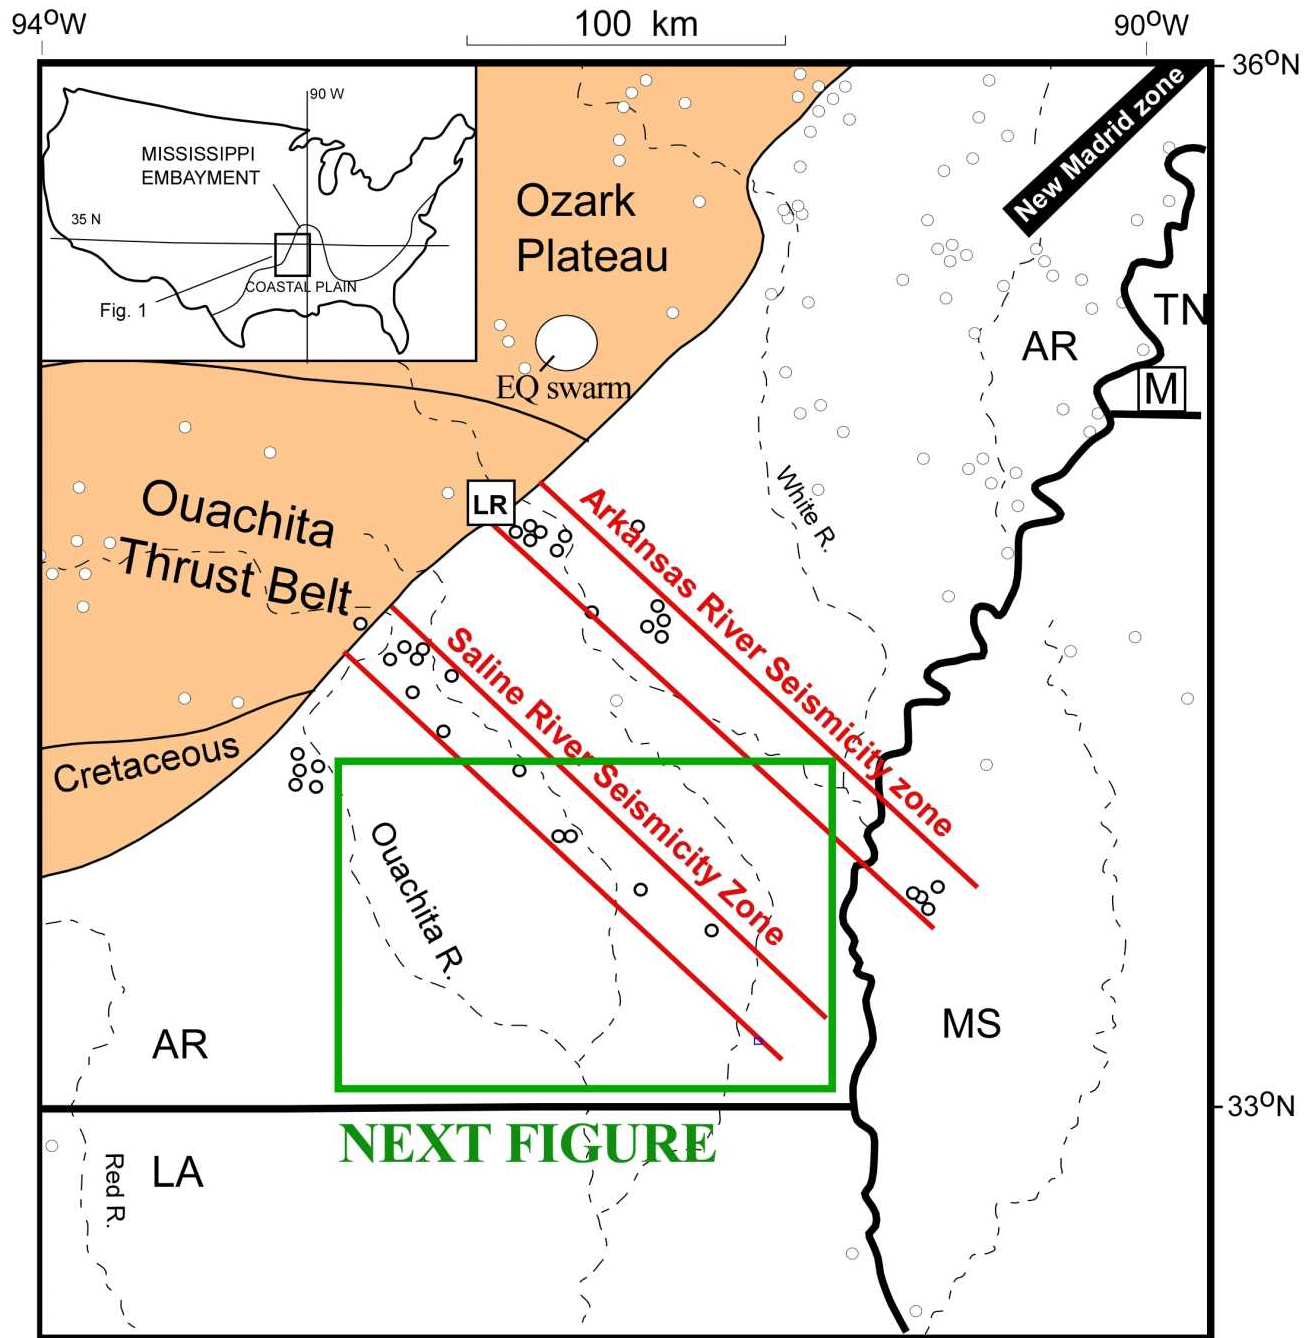 94°W
100 km
90°W
36°N
90 W
MISSISSIPPI
EMBAYMENT
35 N
COASTAL PLAIN
Fig. 1
Ozark
Plateau
EQ swarm
New Madrid zone
TN
AR
M
LR
Ouachita
Thrust Belt
White R.
Arkansas River Seismicity zone
Saline River Seismicity Zone
Cretaceous
Ouachita R.
AR
MS
33°N
NEXT FIGURE
LA
Red R.